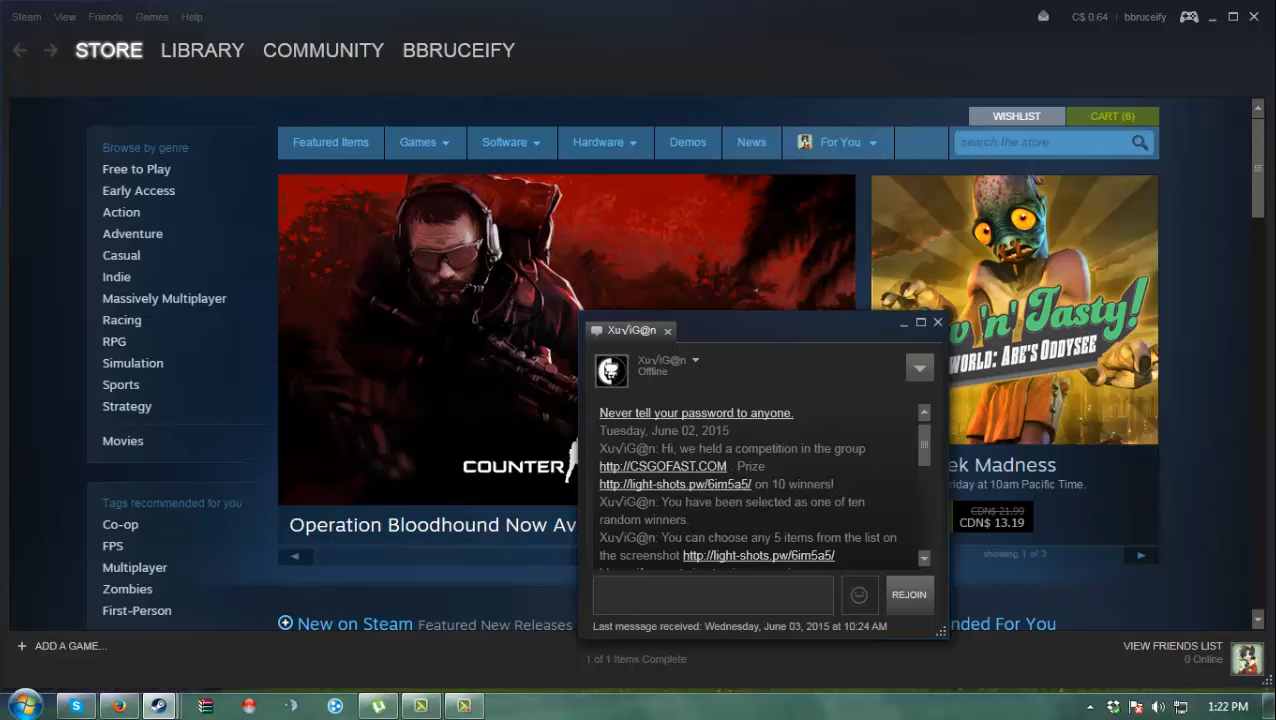 Steam View Friends Games Help
C$ 0.64 bbruceify
STORE LIBRARY COMMUNITY BBRUCEIFY
WISHLIST CART (6)
Featured Items Games Software Hardware Demos News For You search the store
Browse by genre
Free to Play
Early Access
Action
Adventure
Casual
Indie
Massively Multiplayer
Racing
RPG
Simulation
Sports
Strategy
Movies
Tags recommended for you
Co-op
FPS
Multiplayer
Zombies
First-Person
COUNTER
Operation Bloodhound Now Av
'n' Tasty!
WORLD: ABE'S ODDYSEE
ek Madness
iday at 10am Pacific Time.
CDN$ 21.99
CDN$ 13.19
showing 1 of 3
Xu√iG@n
Xu√iG@n
Offline
Never tell your password to anyone.
Tuesday, June 02, 2015
Xu√iG@n: Hi, we held a competition in the group
http://CSGOFAST.COM . Prize
http://light-shots.pw/6im5a5/ on 10 winners!
Xu√iG@n: You have been selected as one of ten
random winners.
Xu√iG@n: You can choose any 5 items from the list on
the screenshot http://light-shots.pw/6im5a5/
REJOIN
Last message received: Wednesday, June 03, 2015 at 10:24 AM
New on Steam Featured New Releases
nded For You
ADD A GAME...
1 of 1 Items Complete
VIEW FRIENDS LIST
0 Online
1:22 PM